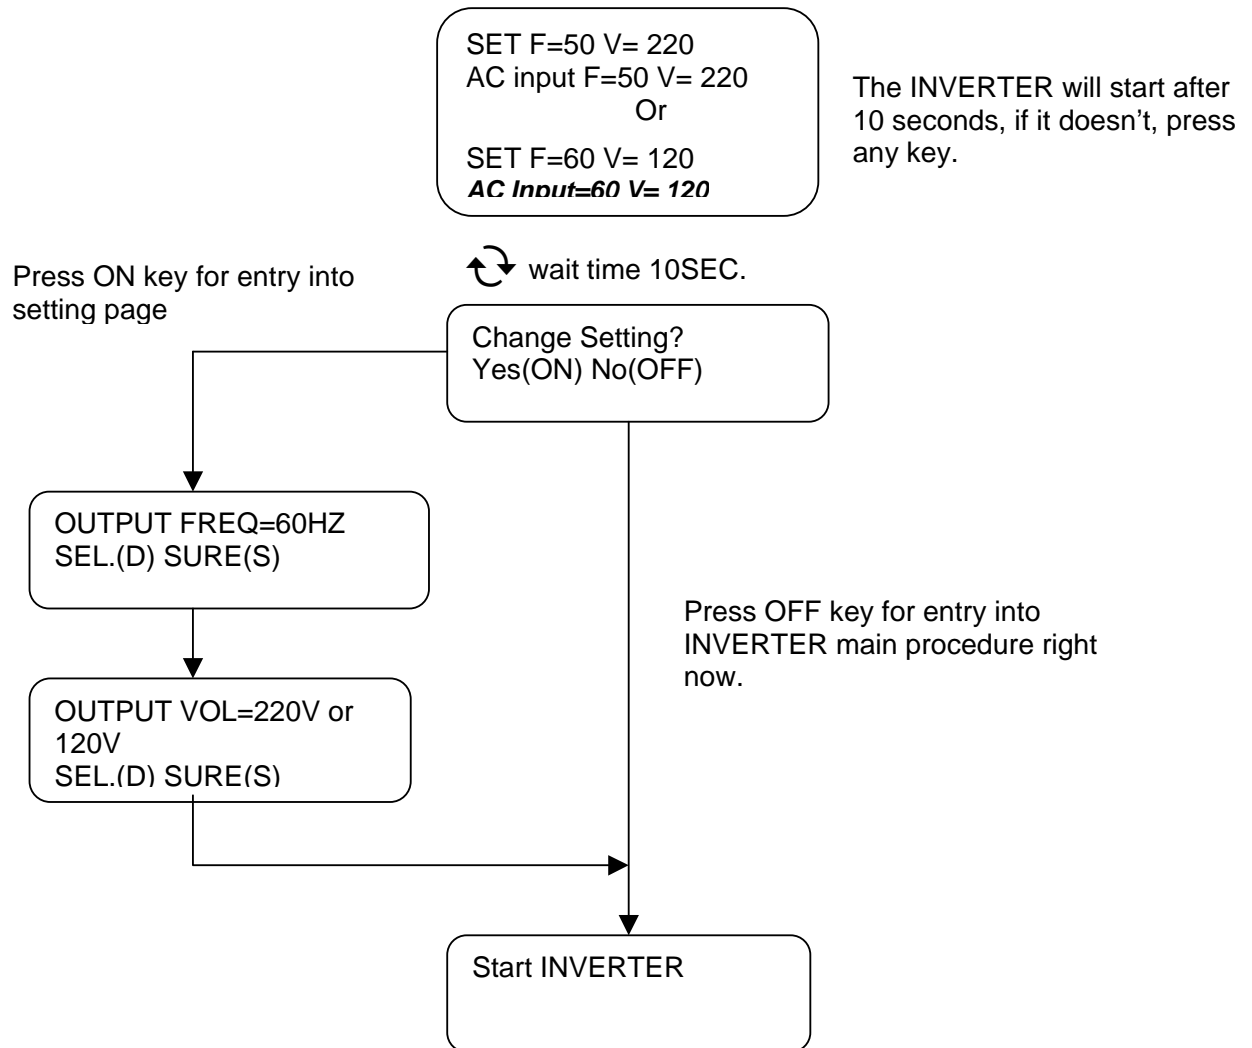 SET F=50 V= 220
AC input F=50 V= 220
Or
SET F=60 V= 120
AC Input=60 V= 120
The INVERTER will start after
10 seconds, if it doesn’t, press
any key.
wait time 10SEC.
Press ON key for entry into
setting page
Change Setting?
Yes(ON) No(OFF)
OUTPUT FREQ=60HZ
SEL.(D) SURE(S)
Press OFF key for entry into
INVERTER main procedure right
now.
OUTPUT VOL=220V or
120V
SEL.(D) SURE(S)
Start INVERTER